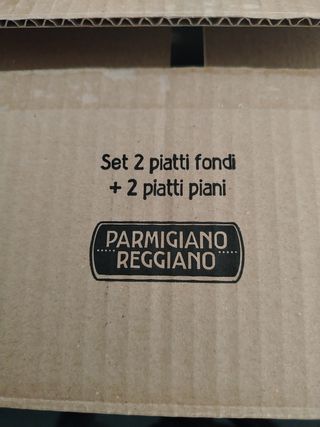 Set 2 piatti fondi
+ 2 piatti piani
PARMIGIANO
REGGIANO